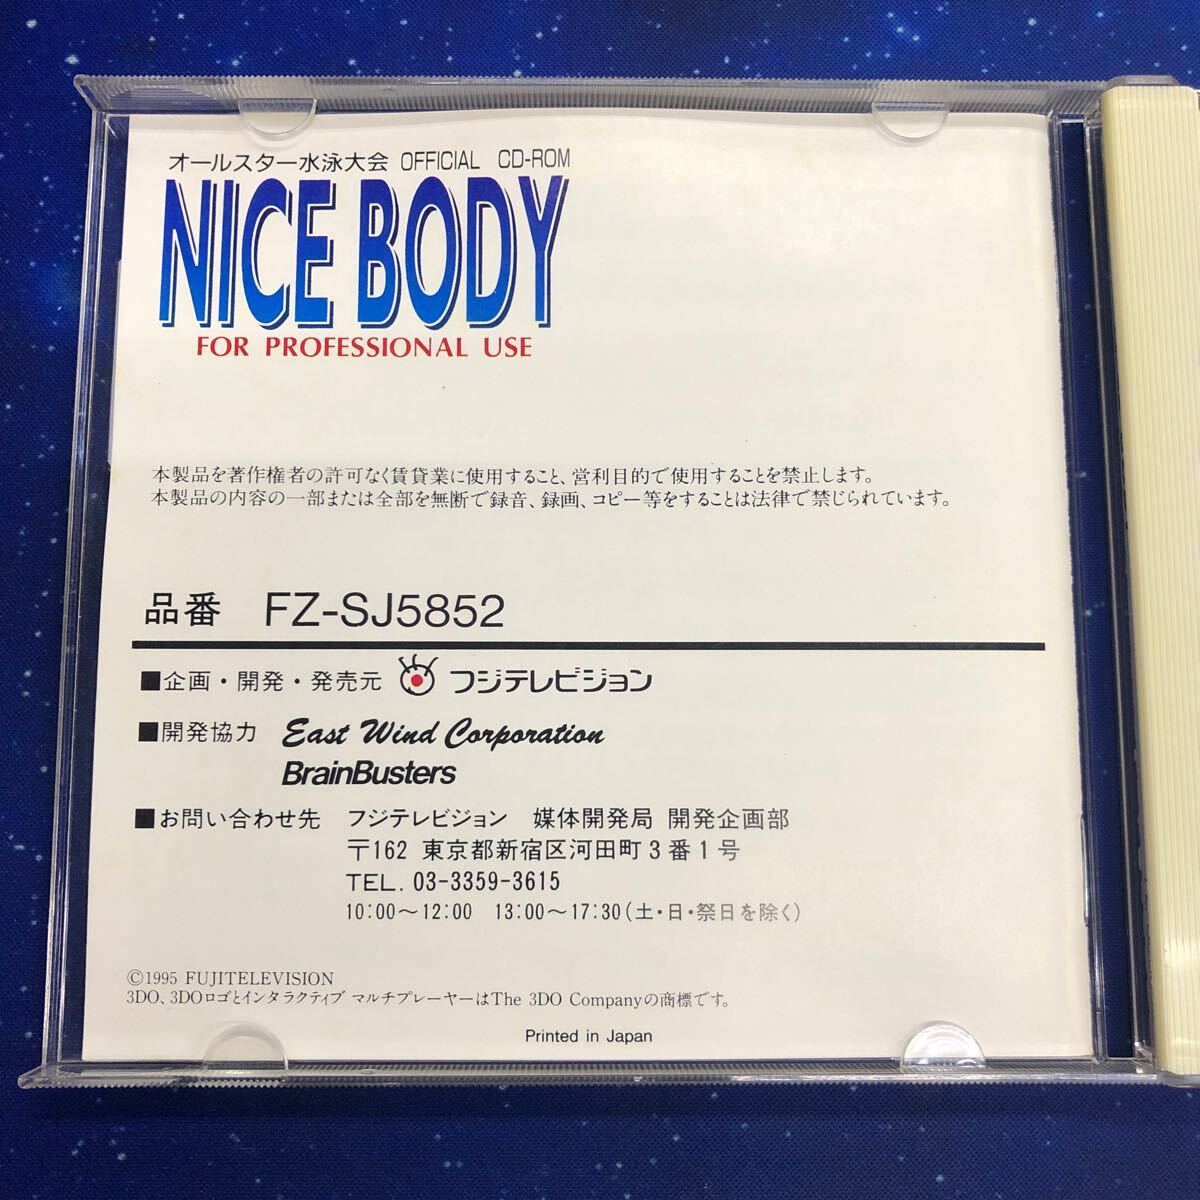 オールスター水泳大会 OFFICIAL CD-ROM
NICE BODY
FOR PROFESSIONAL USE
本製品を著作権者の許可なく賃貸業に使用すること、営利目的で使用することを禁止します。
本製品の内容の一部または全部を無断で録音、録画、コピー等をすることは法律で禁じられています。
品番 FZ-SJ5852
■企画・開発・発売元 フジテレビジョン
■開発協力 East Wind Corporation
BrainBusters
■お問い合わせ先 フジテレビジョン 媒体開発局 開発企画部
〒162 東京都新宿区河田町3番1号
TEL. 03-3359-3615
10:00〜12:00 13:00〜17:30(土・日・祭日を除く)
©1995 FUJITELEVISION
3DO、3DOロゴとインタラクティブ マルチプレーヤーはThe 3DO Companyの商標です。
Printed in Japan